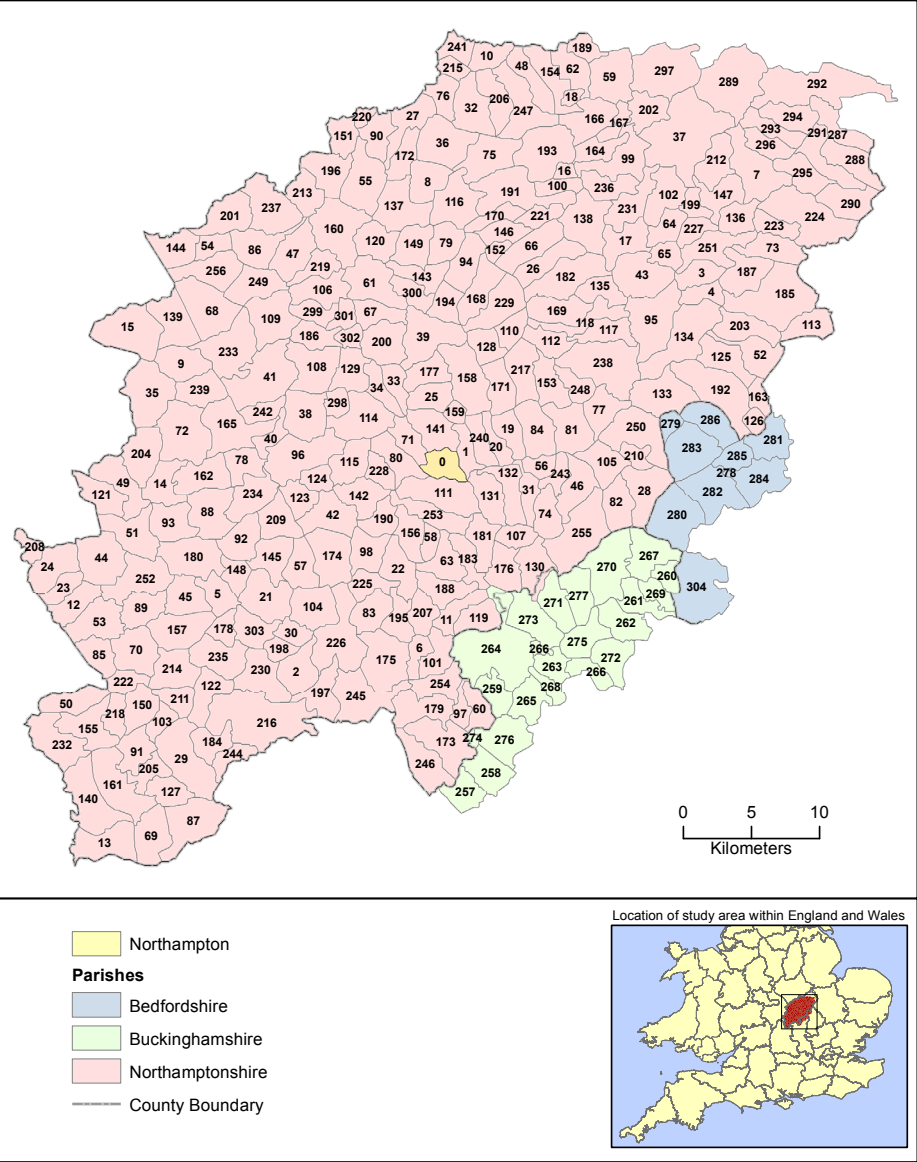 241 10 189
215 48 154 62 59 297 289 292
76 32 206 247 18 202
220 27 166 167 294
151 90 36 37 293 291 287
172 75 193 164 99 296
196 55 8 16 212 7 295 288
213 137 116 191 100 236 102 147
201 237 170 221 138 231 199 136 224 290
160 146 64 227 223
144 54 86 47 120 149 79 152 66 17 65 251 73
256 219 94 26 182 43 3 187
249 106 61 143 300 135 4 185
139 68 109 299 301 67 194 168 229 169 118 117 95 203 113
15 186 302 200 39 110 112 134
9 233 108 129 128 238 125 52
35 239 41 34 33 177 158 171 217 153 248 133 192 163
242 38 298 114 25 159 77 279 286 126
72 165 40 71 141 240 19 84 81 250 283 281
204 78 96 115 80 0 1 20 105 210 285
49 14 162 124 228 132 56 243 278 284
121 234 123 142 111 131 31 46 82 28 282
93 88 209 42 190 253 74 280
51 92 156 58 181 107 255
208 44 180 148 145 57 174 98 63 183 267
24 252 22 176 130 270 260 304
23 45 5 21 225 188 277 269
12 89 104 83 195 207 11 119 271 261
53 157 178 303 30 273 262
85 70 235 198 226 6 264 266 275
214 230 2 175 101 263 272 266
222 122 197 245 254 259 268
50 150 211 179 97 60 265
218 103 216
155 184 173 274 276
232 91 29 244 246
205 258
161 127 257
140 87
13 69
0 5 10
Kilometers
Northampton
Parishes
Bedfordshire
Buckinghamshire
Northamptonshire
County Boundary
Location of study area within England and Wales